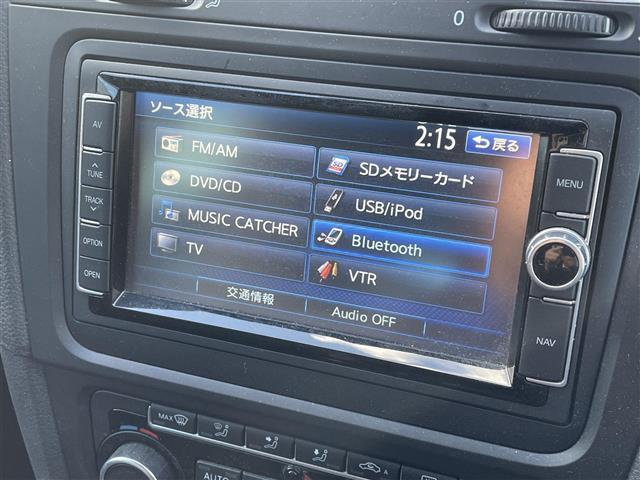 0
ソース選択
2:15
戻る
FM/AM
SDメモリーカード
DVD/CD
USB/iPod
MUSIC CATCHER
Bluetooth
TV
VTR
交通情報
Audio OFF
AV
TUNE
TRACK
OPTION
OPEN
MENU
NAV
MAX
AUTO
A